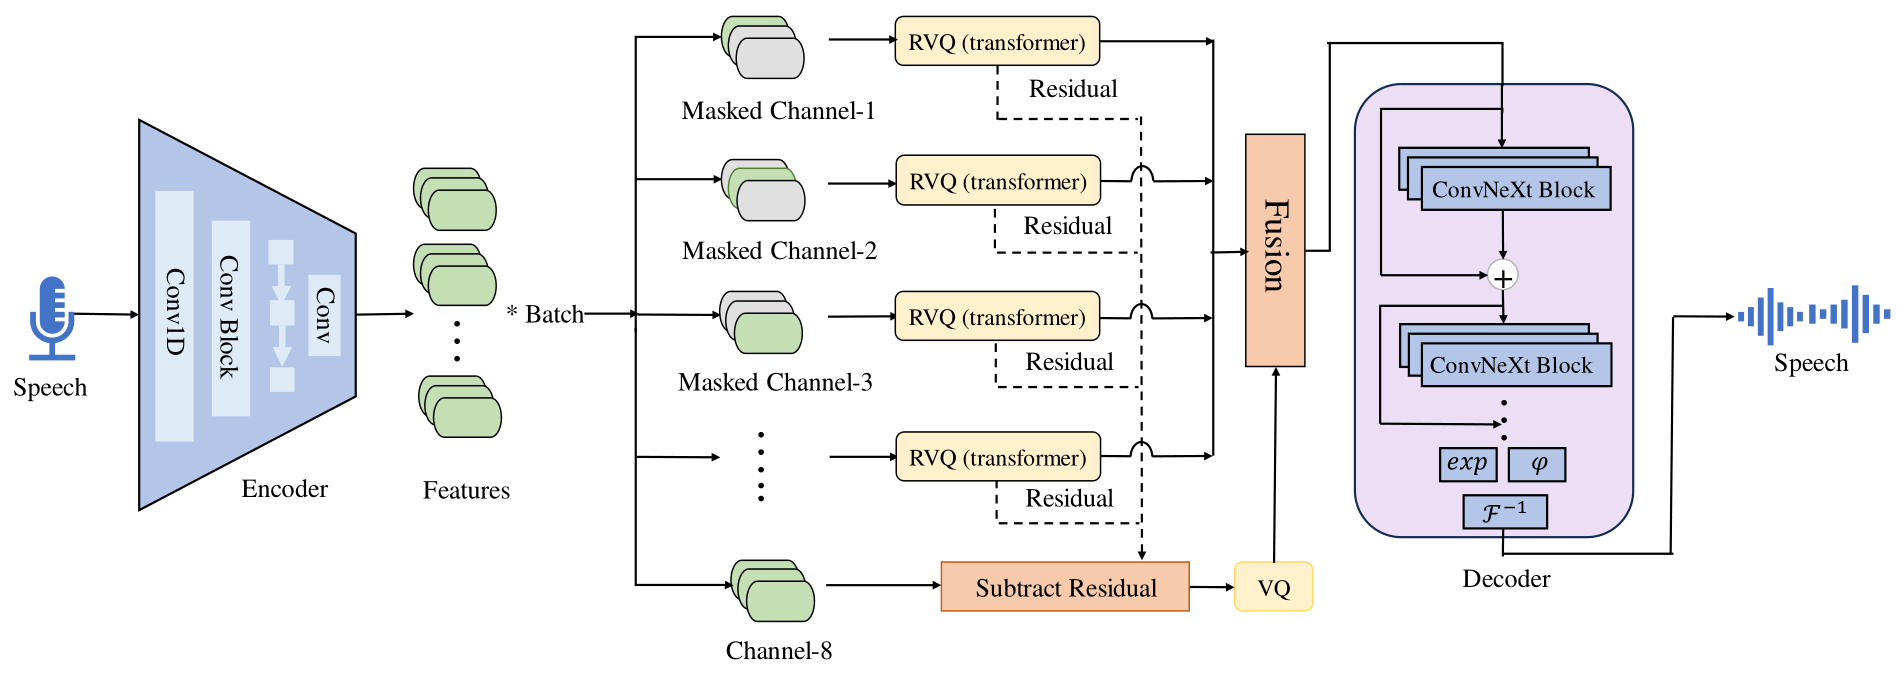 Speech
Conv1D
Conv Block
Conv
Encoder
Features
* Batch
Masked Channel-1
RVQ (transformer)
Residual
Masked Channel-2
RVQ (transformer)
Residual
Masked Channel-3
RVQ (transformer)
Residual
RVQ (transformer)
Residual
Channel-8
Subtract Residual
VQ
Fusion
ConvNeXt Block
+
ConvNeXt Block
exp
φ
ℱ⁻¹
Decoder
Speech